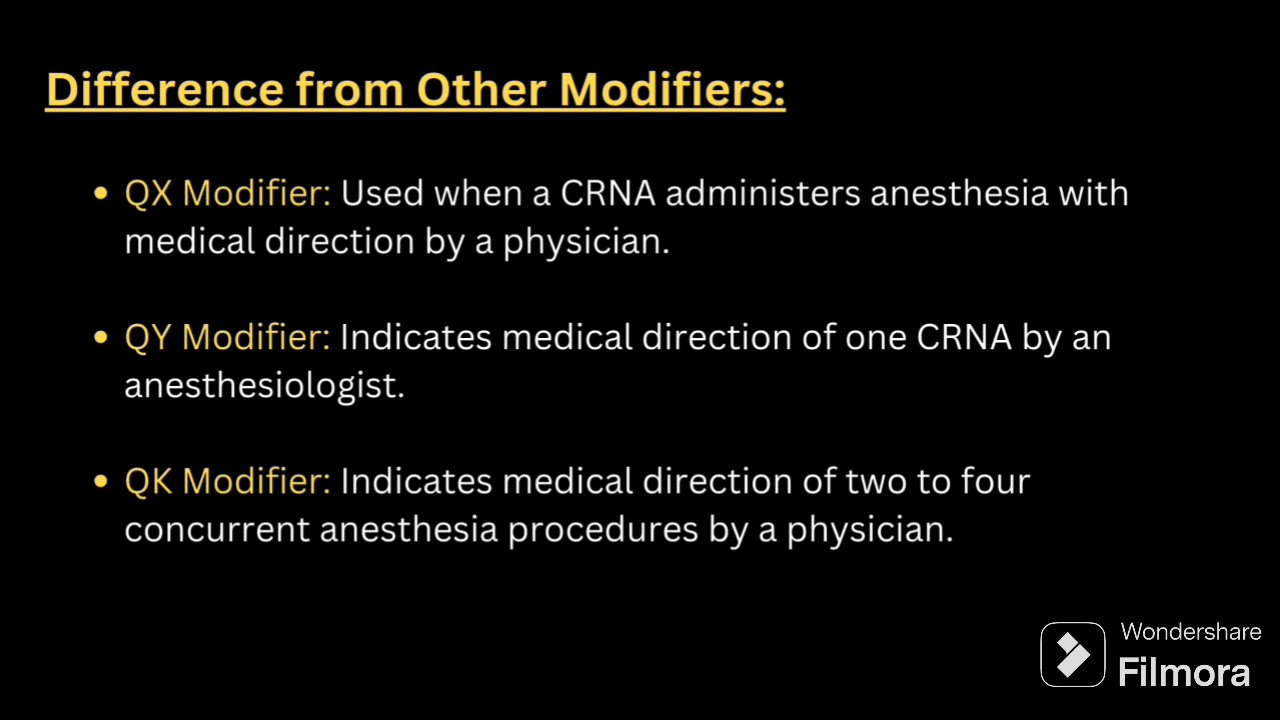 Difference from Other Modifiers:
QX Modifier: Used when a CRNA administers anesthesia with
medical direction by a physician.
QY Modifier: Indicates medical direction of one CRNA by an
anesthesiologist.
QK Modifier: Indicates medical direction of two to four
concurrent anesthesia procedures by a physician.
Wondershare
Filmora